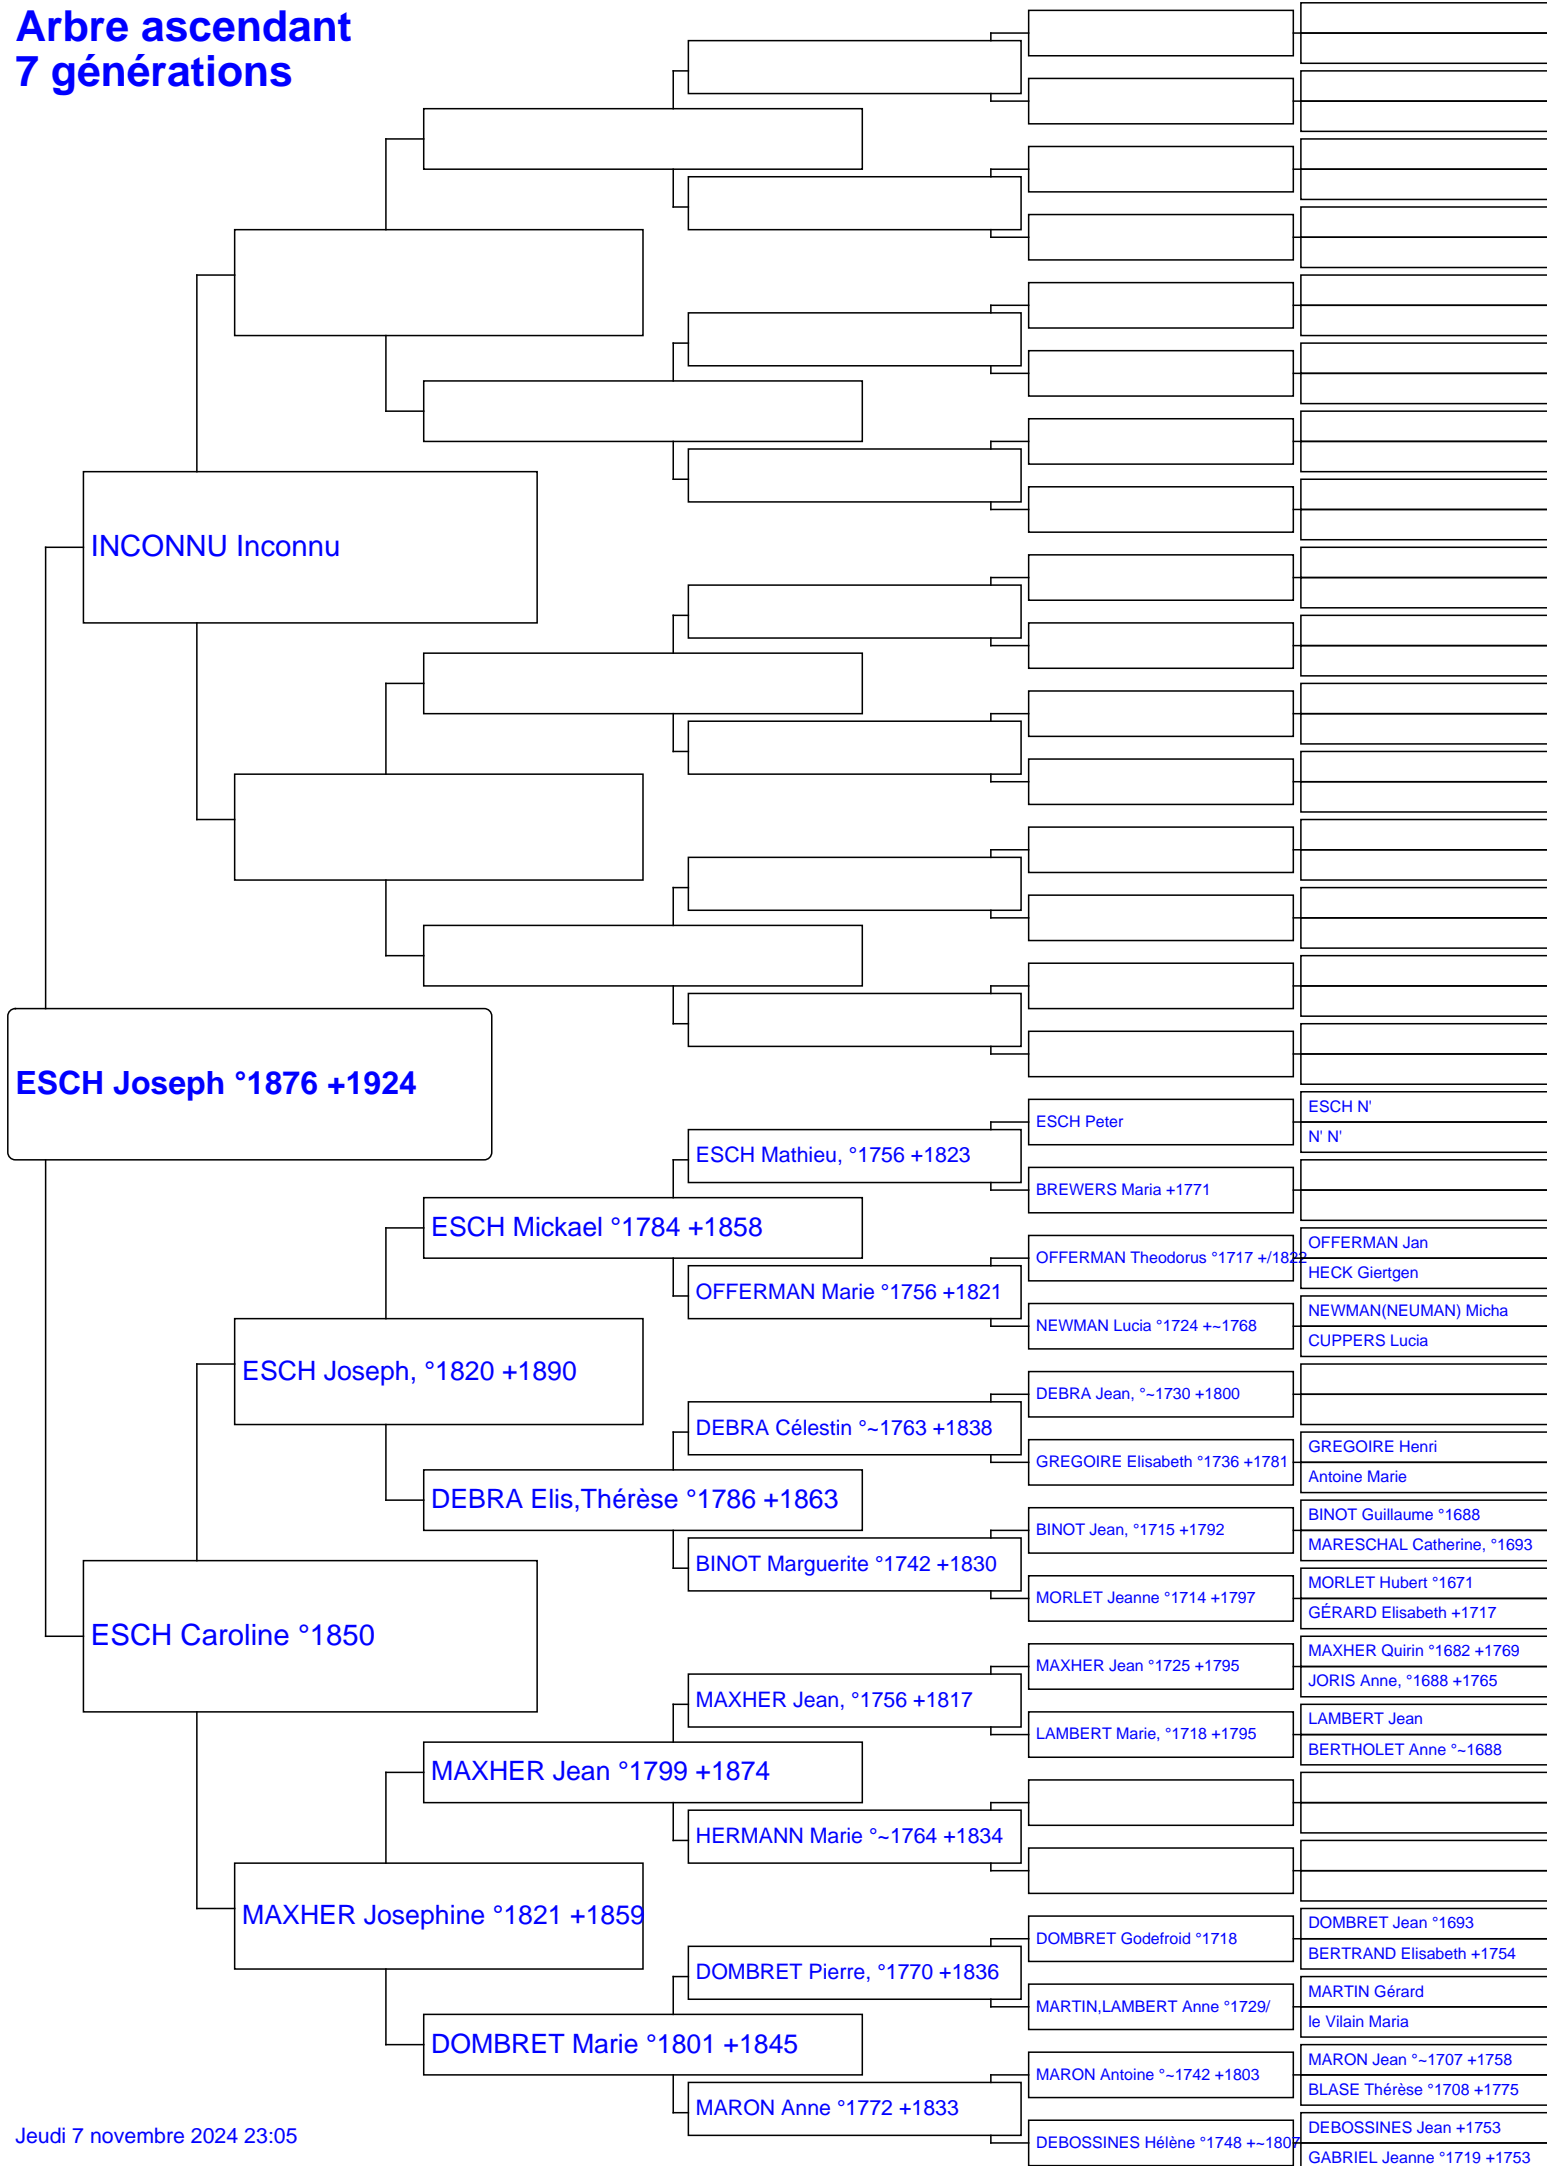 Arbre ascendant
7 générations
INCONNU Inconnu
ESCH Joseph °1876 +1924
ESCH N'
ESCH Peter
N' N'
ESCH Mathieu, °1756 +1823
BREWERS Maria +1771
ESCH Mickael °1784 +1858
OFFERMAN Jan
OFFERMAN Theodorus °1717 +/1822
HECK Giertgen
OFFERMAN Marie °1756 +1821
NEWMAN(NEUMAN) Micha
NEWMAN Lucia °1724 +~1768
CUPPERS Lucia
ESCH Joseph, °1820 +1890
DEBRA Jean, °~1730 +1800
DEBRA Célestin °~1763 +1838
GREGOIRE Henri
GREGOIRE Elisabeth °1736 +1781
Antoine Marie
DEBRA Elis,Thérèse °1786 +1863
BINOT Guillaume °1688
BINOT Jean, °1715 +1792
MARESCHAL Catherine, °1693
BINOT Marguerite °1742 +1830
MORLET Hubert °1671
MORLET Jeanne °1714 +1797
GÉRARD Elisabeth +1717
ESCH Caroline °1850
MAXHER Quirin °1682 +1769
MAXHER Jean °1725 +1795
JORIS Anne, °1688 +1765
MAXHER Jean, °1756 +1817
LAMBERT Jean
LAMBERT Marie, °1718 +1795
BERTHOLET Anne °~1688
MAXHER Jean °1799 +1874
HERMANN Marie °~1764 +1834
MAXHER Josephine °1821 +1859
DOMBRET Jean °1693
DOMBRET Godefroid °1718
BERTRAND Elisabeth +1754
DOMBRET Pierre, °1770 +1836
MARTIN Gérard
MARTIN,LAMBERT Anne °1729/
le Vilain Maria
DOMBRET Marie °1801 +1845
MARON Jean °~1707 +1758
MARON Antoine °~1742 +1803
BLASE Thérèse °1708 +1775
MARON Anne °1772 +1833
DEBOSSINES Jean +1753
DEBOSSINES Hélène °1748 +~1807
GABRIEL Jeanne °1719 +1753
Jeudi 7 novembre 2024 23:05